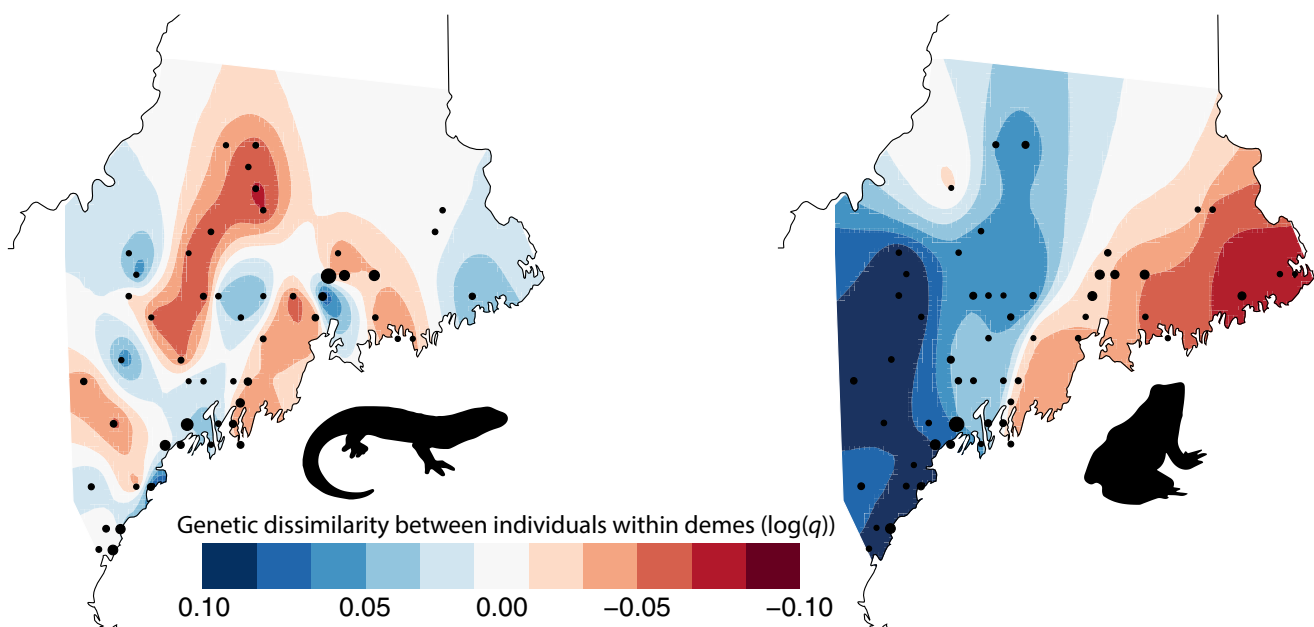 Genetic dissimilarity between individuals within demes (log(q))
0.10 0.05 0.00 −0.05 −0.10